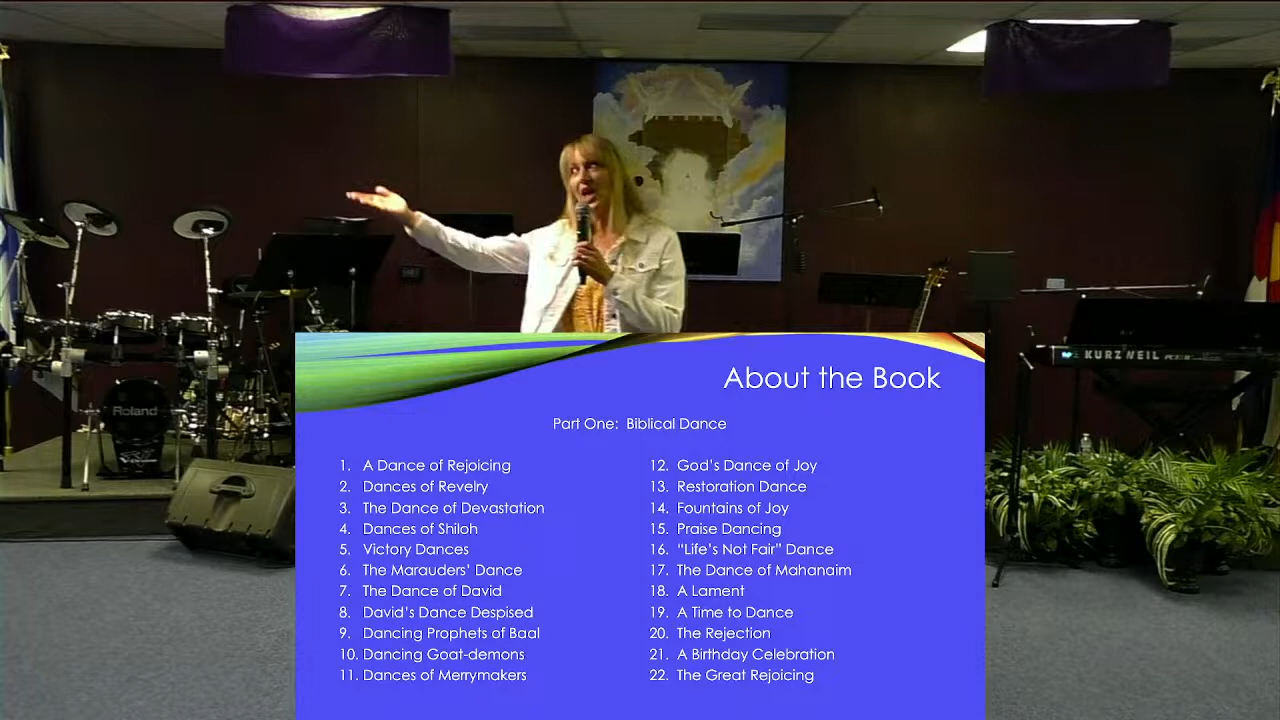 About the Book
Part One: Biblical Dance
1. A Dance of Rejoicing
2. Dances of Revelry
3. The Dance of Devastation
4. Dances of Shiloh
5. Victory Dances
6. The Marauders' Dance
7. The Dance of David
8. David's Dance Despised
9. Dancing Prophets of Baal
10. Dancing Goat-demons
11. Dances of Merrymakers
12. God's Dance of Joy
13. Restoration Dance
14. Fountains of Joy
15. Praise Dancing
16. "Life's Not Fair" Dance
17. The Dance of Mahanaim
18. A Lament
19. A Time to Dance
20. The Rejection
21. A Birthday Celebration
22. The Great Rejoicing
Roland
KURZWEIL